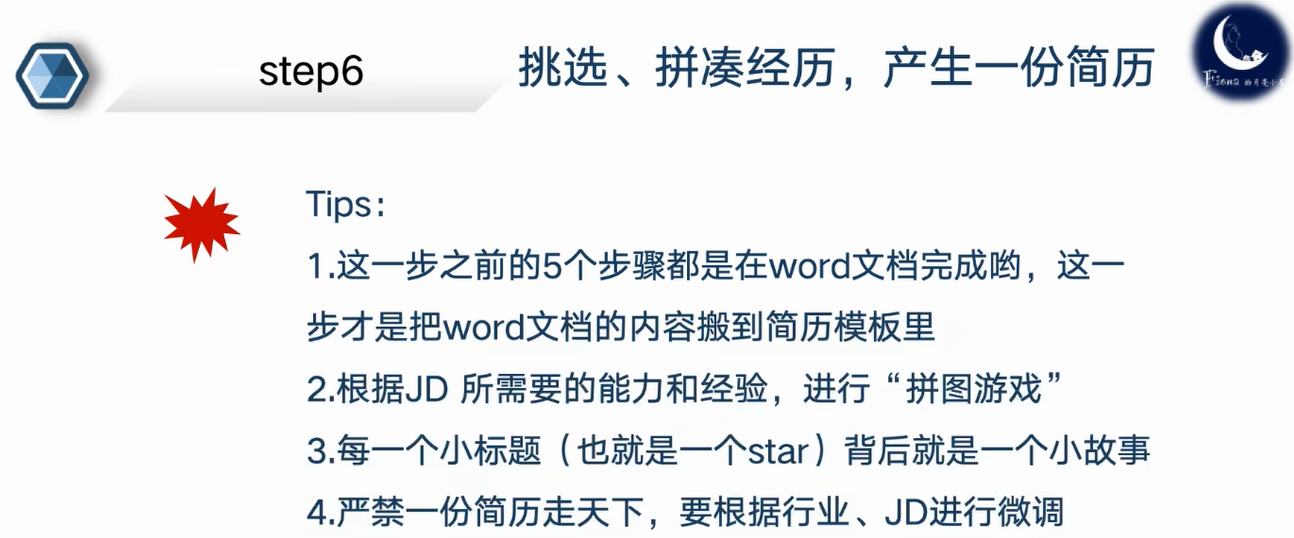 step6
挑选、拼凑经历，产生一份简历
Fiona 的月亮小屋
Tips：
1.这一步之前的5个步骤都是在word文档完成哟，这一
步才是把word文档的内容搬到简历模板里
2.根据JD 所需要的能力和经验，进行“拼图游戏”
3.每一个小标题（也就是一个star）背后就是一个小故事
4.严禁一份简历走天下，要根据行业、JD进行微调